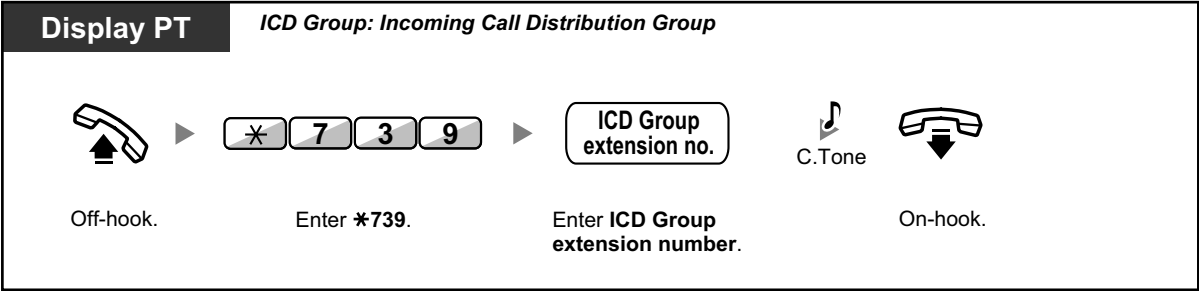 Display PT
ICD Group: Incoming Call Distribution Group
ICD Group
extension no.
7 3 9
C.Tone
Off-hook.
Enter 739.
Enter ICD Group
extension number.
On-hook.